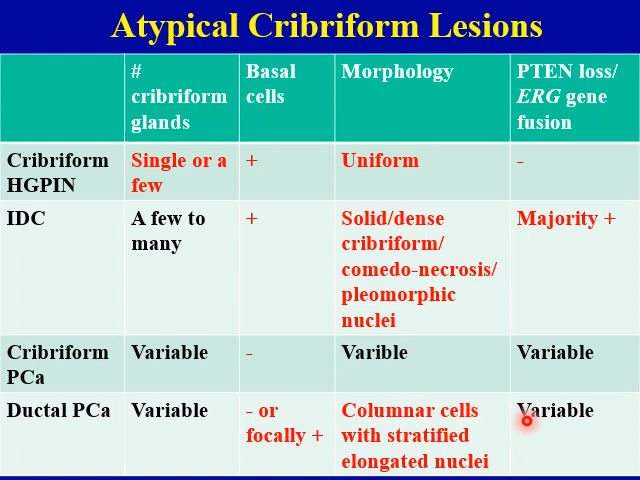 Atypical Cribriform Lesions
# cribriform glands | Basal cells | Morphology | PTEN loss/ ERG gene fusion
Cribriform HGPIN | Single or a few | + | Uniform | -
IDC | A few to many | + | Solid/dense cribriform/ comedo-necrosis/ pleomorphic nuclei | Majority +
Cribriform PCa | Variable | - | Varible | Variable
Ductal PCa | Variable | - or focally + | Columnar cells with stratified elongated nuclei | Variable